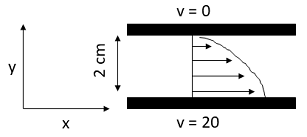 v = 0
y
2 cm
x
v = 20